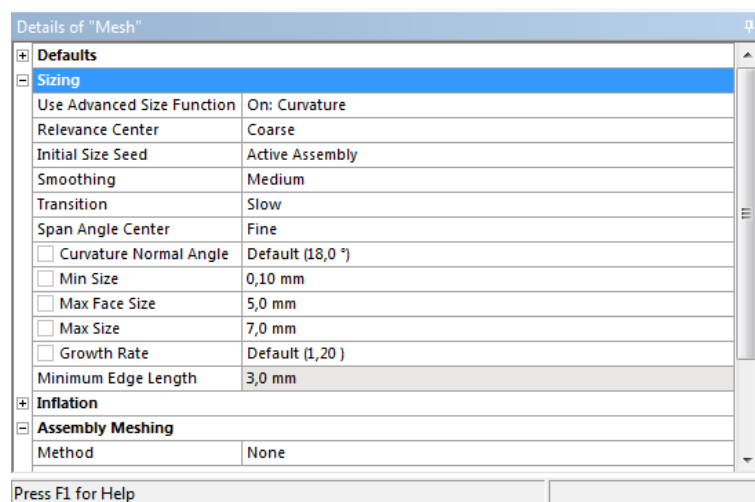 Details of "Mesh"
Defaults
Sizing
Use Advanced Size Function On: Curvature
Relevance Center Coarse
Initial Size Seed Active Assembly
Smoothing Medium
Transition Slow
Span Angle Center Fine
Curvature Normal Angle Default (18,0 °)
Min Size 0,10 mm
Max Face Size 5,0 mm
Max Size 7,0 mm
Growth Rate Default (1,20 )
Minimum Edge Length 3,0 mm
Inflation
Assembly Meshing
Method None
Press F1 for Help